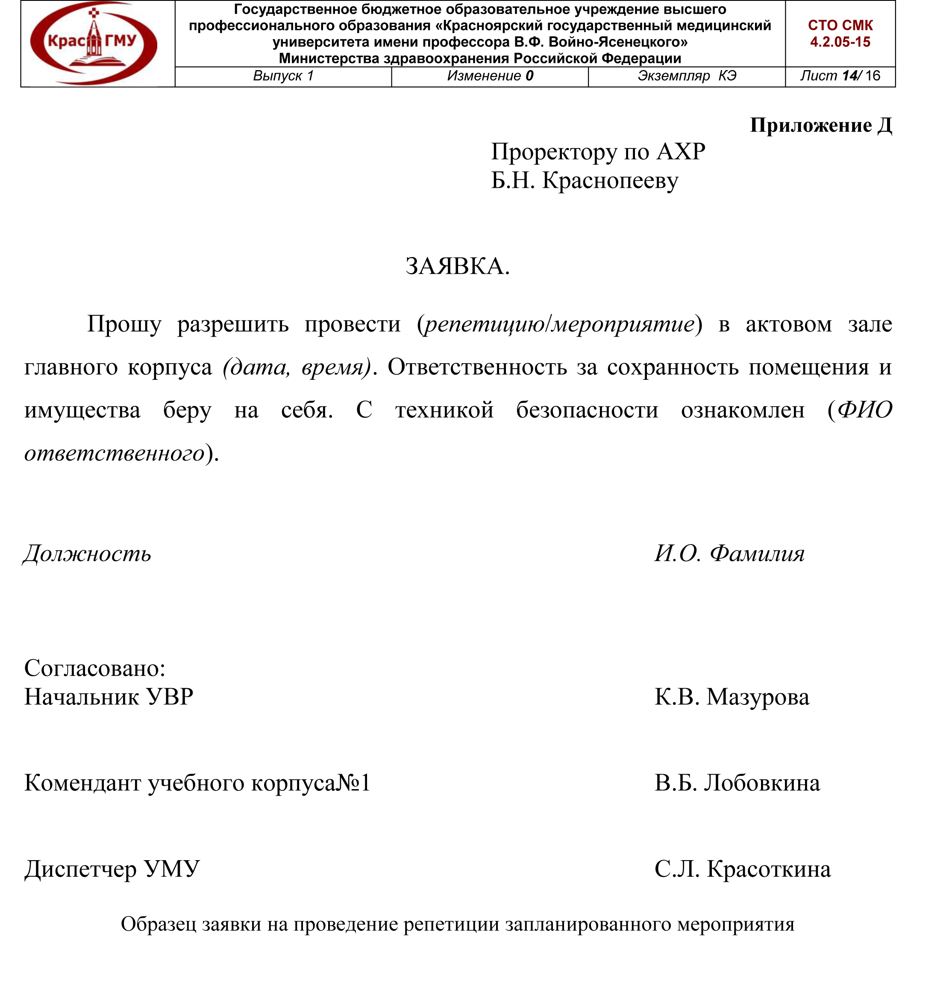 Крас ГМУ
Государственное бюджетное образовательное учреждение высшего
профессионального образования «Красноярский государственный медицинский
университета имени профессора В.Ф. Войно-Ясенецкого»
Министерства здравоохранения Российской Федерации
СТО СМК
4.2.05-15
Выпуск 1
Изменение 0
Экземпляр КЭ
Лист 14/ 16
Приложение Д
Проректору по АХР
Б.Н. Краснопееву
ЗАЯВКА.
Прошу разрешить провести (репетицию/мероприятие) в актовом зале
главного корпуса (дата, время). Ответственность за сохранность помещения и
имущества беру на себя. С техникой безопасности ознакомлен (ФИО
ответственного).
Должность И.О. Фамилия
Согласовано:
Начальник УВР К.В. Мазурова
Комендант учебного корпуса№1 В.Б. Лобовкина
Диспетчер УМУ С.Л. Красоткина
Образец заявки на проведение репетиции запланированного мероприятия